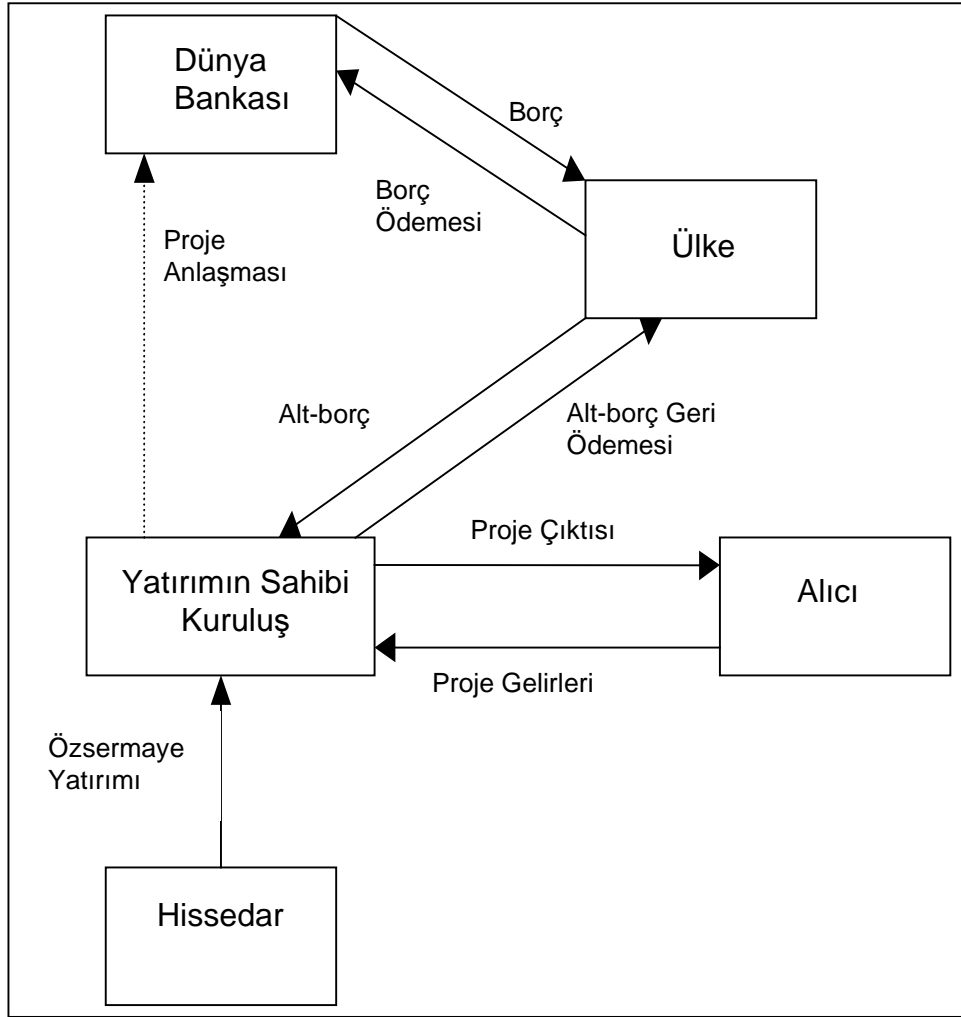 Dünya
Bankası
Borç
Borç
Ödemesi
Ülke
Proje
Anlaşması
Alt-borç
Alt-borç Geri
Ödemesi
Proje Çıktısı
Yatırımın Sahibi
Kuruluş
Alıcı
Proje Gelirleri
Özsermaye
Yatırımı
Hissedar